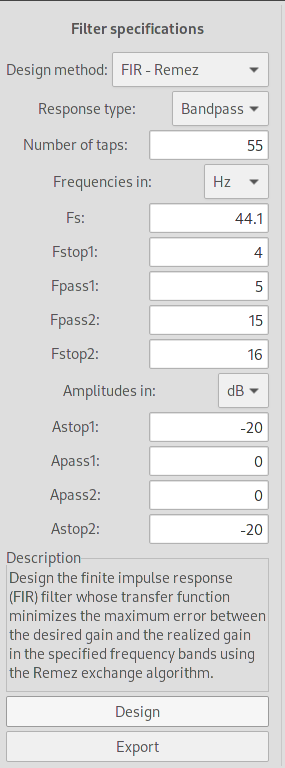 Filter specifications
Design method: FIR - Remez
Response type: Bandpass
Number of taps: 55
Frequencies in: Hz
Fs: 44.1
Fstop1: 4
Fpass1: 5
Fpass2: 15
Fstop2: 16
Amplitudes in: dB
Astop1: -20
Apass1: 0
Apass2: 0
Astop2: -20
Description
Design the finite impulse response
(FIR) filter whose transfer function
minimizes the maximum error between
the desired gain and the realized gain
in the specified frequency bands using
the Remez exchange algorithm.
Design
Export